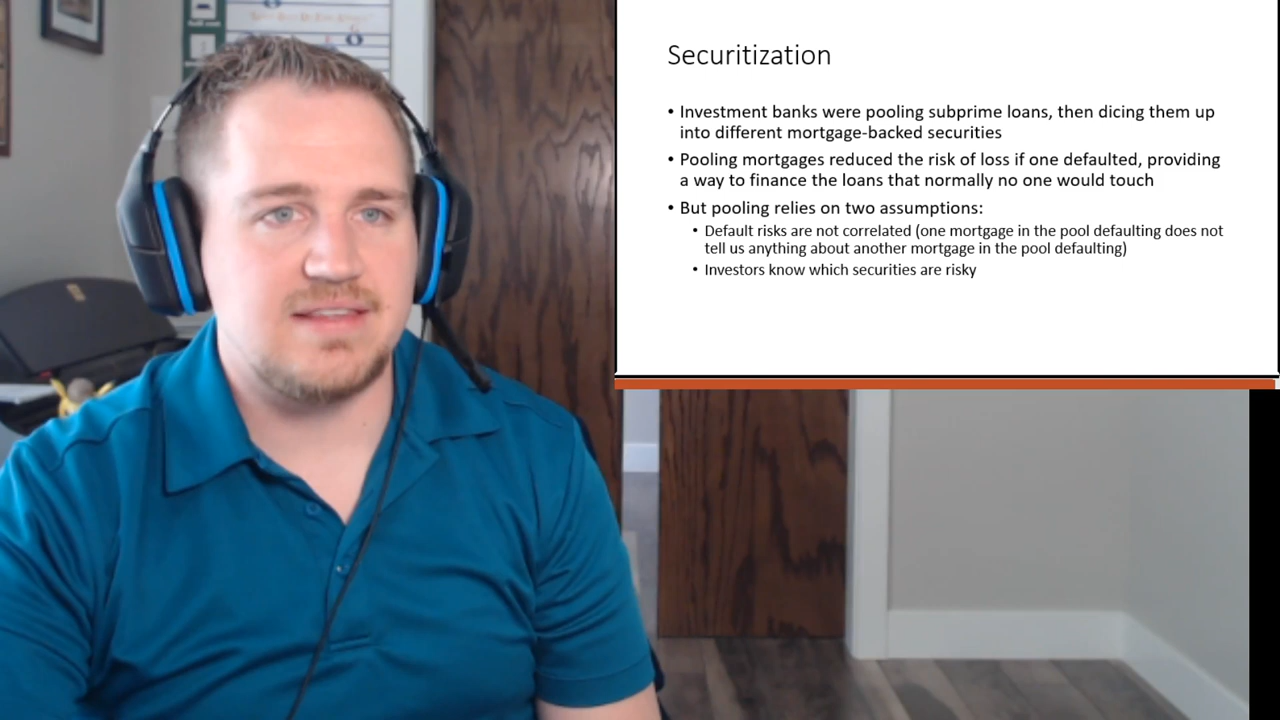 Securitization
• Investment banks were pooling subprime loans, then dicing them up
into different mortgage-backed securities
• Pooling mortgages reduced the risk of loss if one defaulted, providing
a way to finance the loans that normally no one would touch
• But pooling relies on two assumptions:
• Default risks are not correlated (one mortgage in the pool defaulting does not
tell us anything about another mortgage in the pool defaulting)
• Investors know which securities are risky